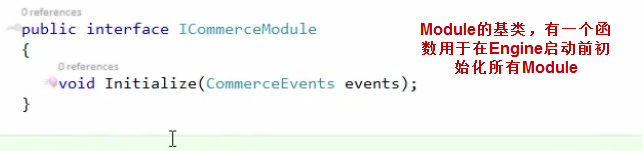 0 references
public interface ICommerceModule
{
0 references
void Initialize(CommerceEvents events);
}
Module的基类，有一个函
数用于在Engine启动前初
始化所有Module